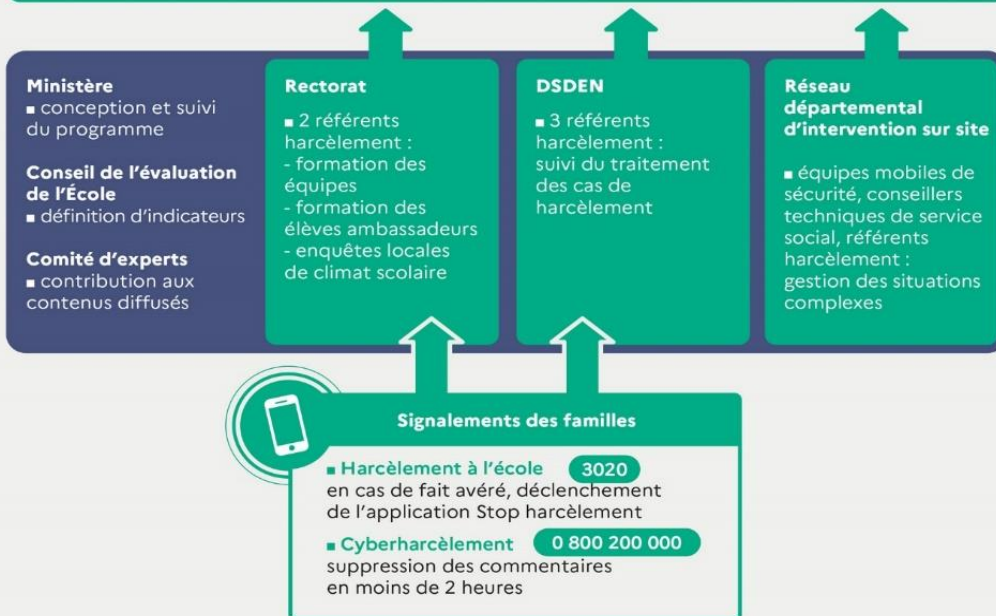 Ministère
▪ conception et suivi
du programme
Conseil de l'évaluation
de l'École
▪ définition d'indicateurs
Comité d'experts
▪ contribution aux
contenus diffusés
Rectorat
▪ 2 référents
harcèlement :
- formation des
équipes
- formation des
élèves ambassadeurs
- enquêtes locales
de climat scolaire
DSDEN
▪ 3 référents
harcèlement :
suivi du traitement
des cas de
harcèlement
Réseau
départemental
d'intervention sur site
▪ équipes mobiles de
sécurité, conseillers
techniques de service
social, référents
harcèlement :
gestion des situations
complexes
Signalements des familles
▪ Harcèlement à l'école 3020
en cas de fait avéré, déclenchement
de l'application Stop harcèlement
▪ Cyberharcèlement 0 800 200 000
suppression des commentaires
en moins de 2 heures